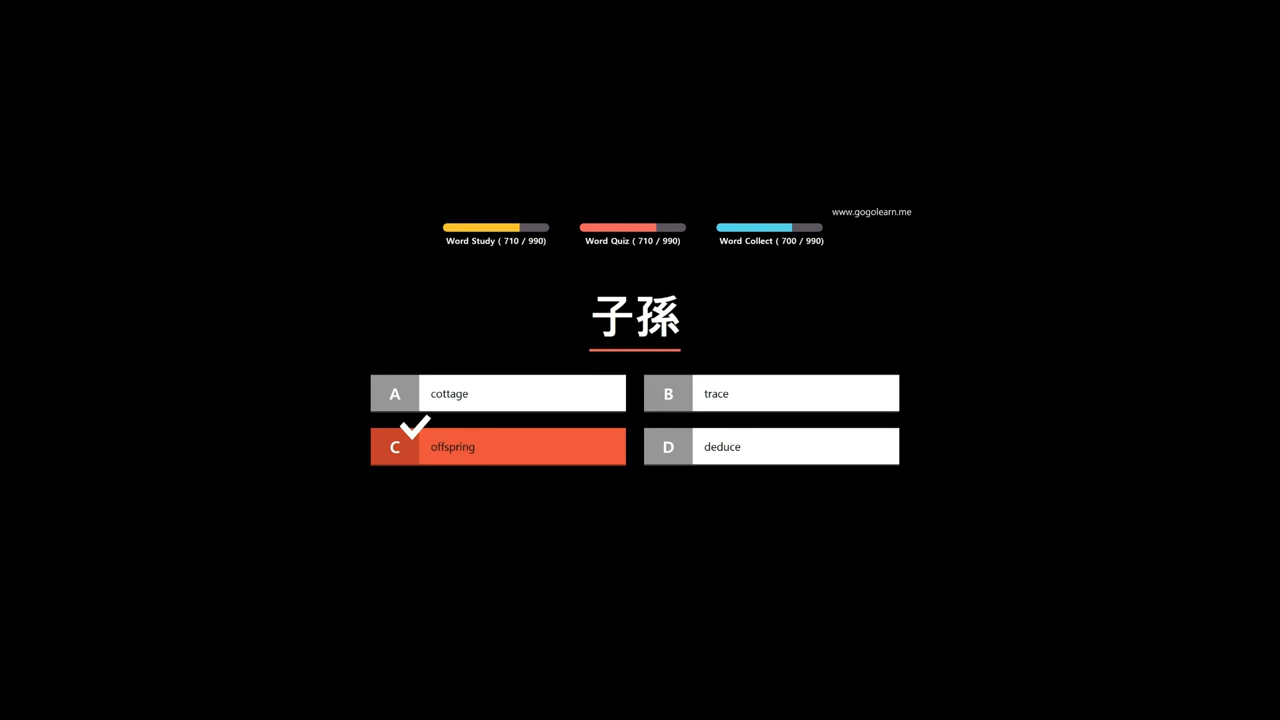 www.gogolearn.me
Word Study ( 710 / 990)
Word Quiz ( 710 / 990)
Word Collect ( 700 / 990)
子孫
A cottage
B trace
C offspring
D deduce